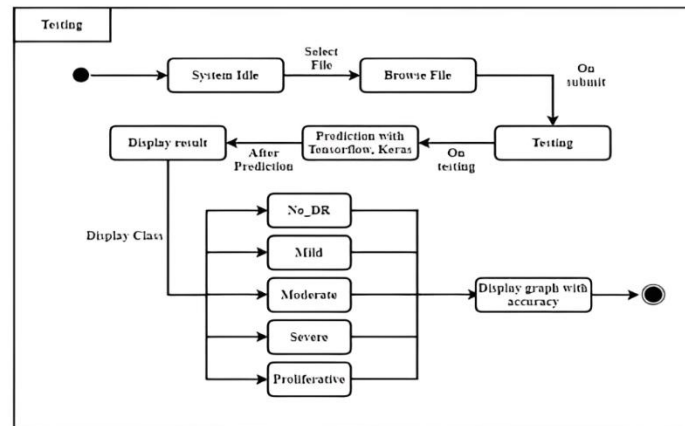 Testing
Select
File
System Idle
Browse File
On
submit
Display result
After
Prediction
Prediction with
Tensorflow, Keras
On
testing
Testing
Display Class
No_DR
Mild
Moderate
Severe
Proliferative
Display graph with
accuracy